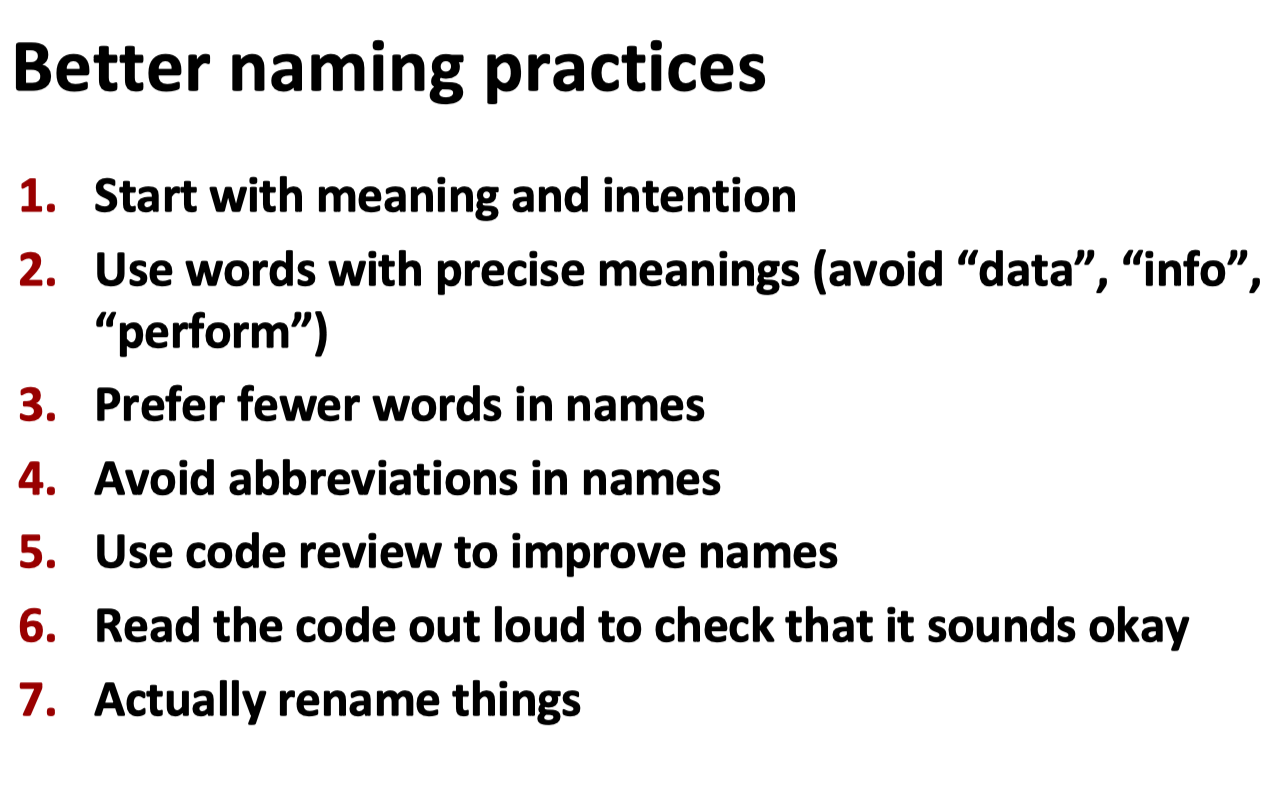 Better naming practices
1. Start with meaning and intention
2. Use words with precise meanings (avoid “data”, “info”,
“perform”)
3. Prefer fewer words in names
4. Avoid abbreviations in names
5. Use code review to improve names
6. Read the code out loud to check that it sounds okay
7. Actually rename things